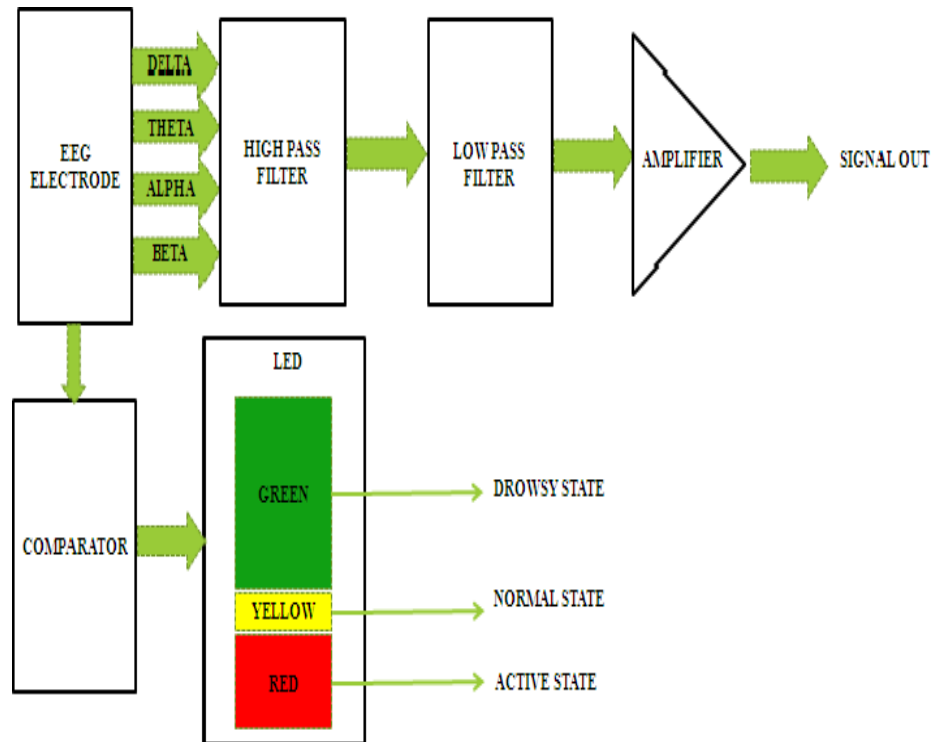 DELTA
THETA
ALPHA
BETA
EEG
ELECTRODE
HIGH PASS
FILTER
LOW PASS
FILTER
AMPLIFIER
SIGNAL OUT
COMPARATOR
LED
GREEN
DROWSY STATE
YELLOW
NORMAL STATE
RED
ACTIVE STATE